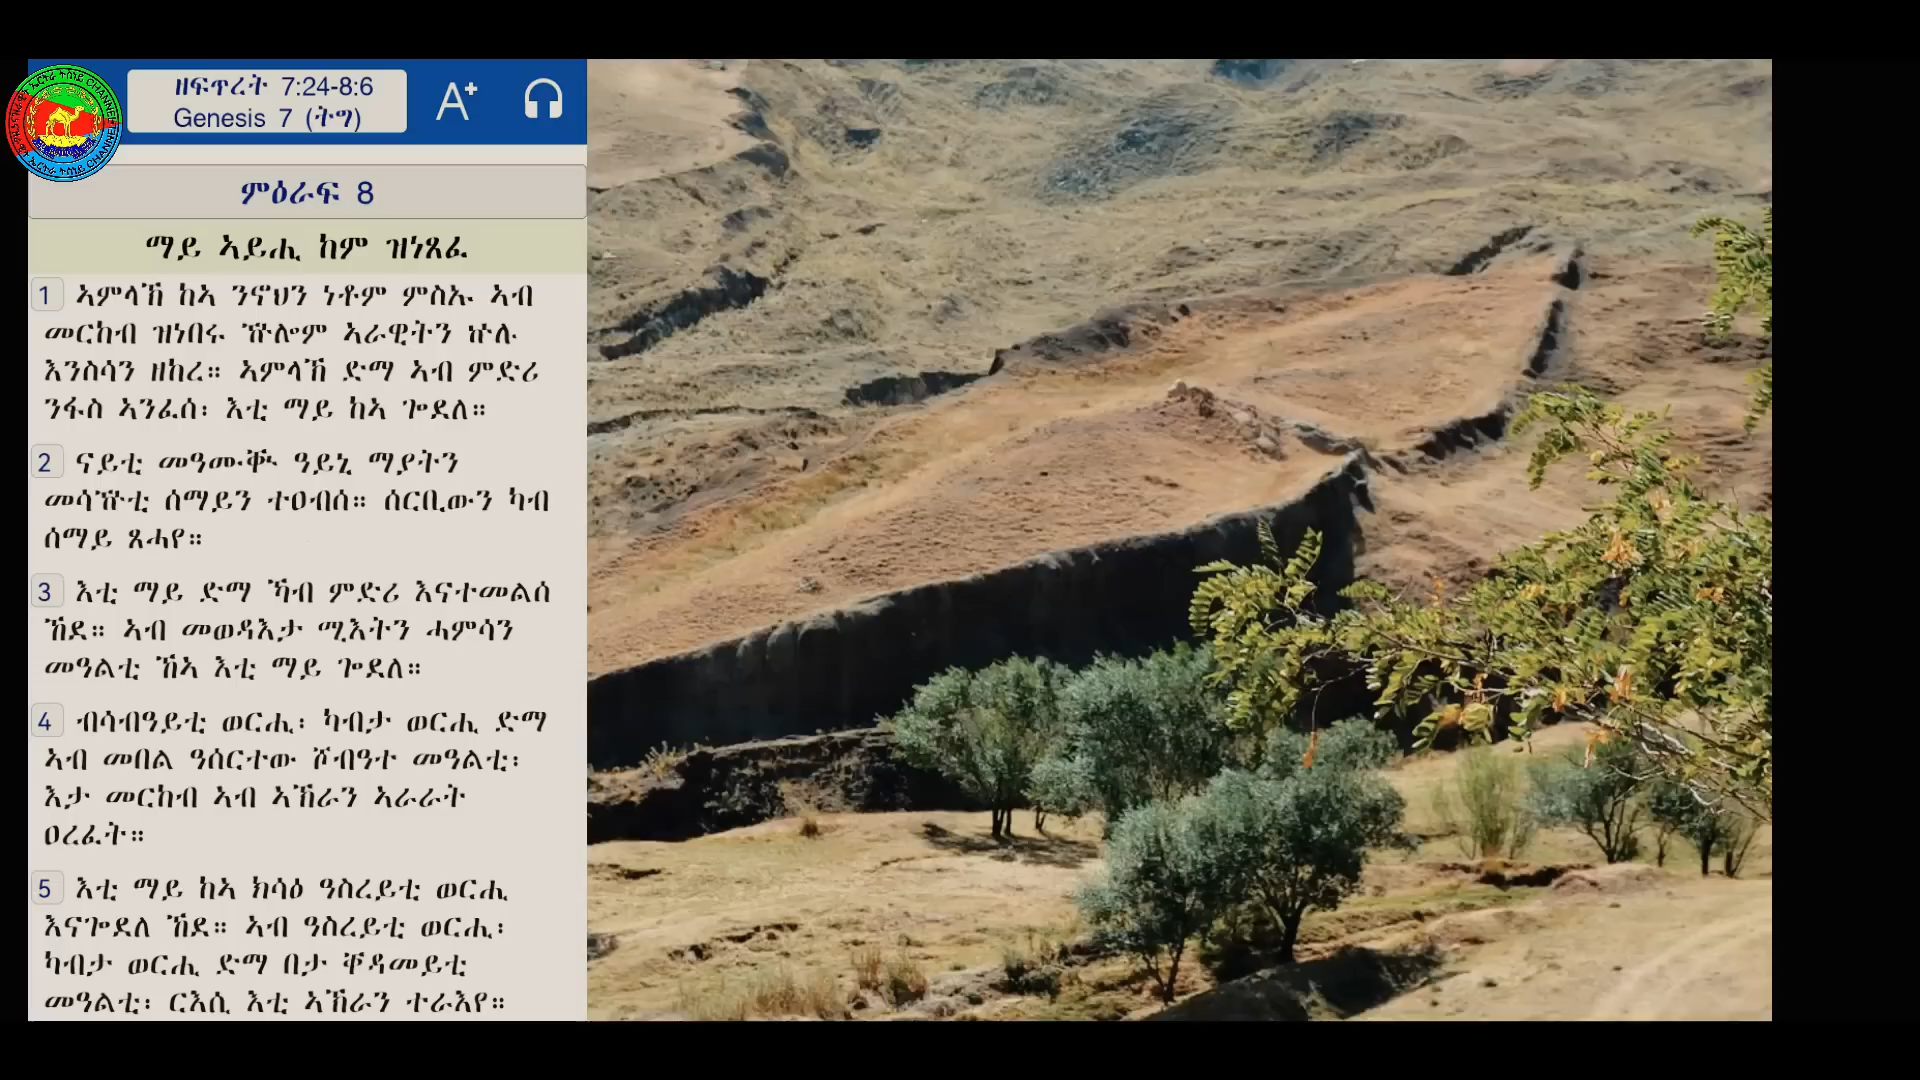 ዘፍጥረት 7:24-8:6
Genesis 7 (ትግ)
A+
ምዕራፍ 8
ማይ ኣይሒ ከም ዝነጸፈ
1 ኣምላኽ ከኣ ንኖህን ነቶም ምስኡ ኣብ
መርከብ ዝነበሩ ዅሎም ኣራዊትን ኵሉ
እንስሳን ዘከረ። ኣምላኽ ድማ ኣብ ምድሪ
ንፋስ ኣንፈሰ፡ እቲ ማይ ከኣ ጐደለ።
2 ናይቲ መዓሙቝ ዓይኒ ማያትን
መሳዅቲ ሰማይን ተዐብሰ። ሰርቢውን ካብ
ሰማይ ጸሓየ።
3 እቲ ማይ ድማ ኻብ ምድሪ እናተመልሰ
ኸደ። ኣብ መወዳእታ ሚእትን ሓምሳን
መዓልቲ ኸኣ እቲ ማይ ጐደለ።
4 ብሳብዓይቲ ወርሒ፡ ካብታ ወርሒ ድማ
ኣብ መበል ዓሰርተው ሾብዓተ መዓልቲ፡
እታ መርከብ ኣብ ኣኽራን ኣራራት
ዐረፈት።
5 እቲ ማይ ከኣ ክሳዕ ዓስረይቲ ወርሒ
እናጐደለ ኸደ። ኣብ ዓስረይቲ ወርሒ፡
ካብታ ወርሒ ድማ በታ ቐዳመይቲ
መዓልቲ፡ ርእሲ እቲ ኣኽራን ተራእየ።